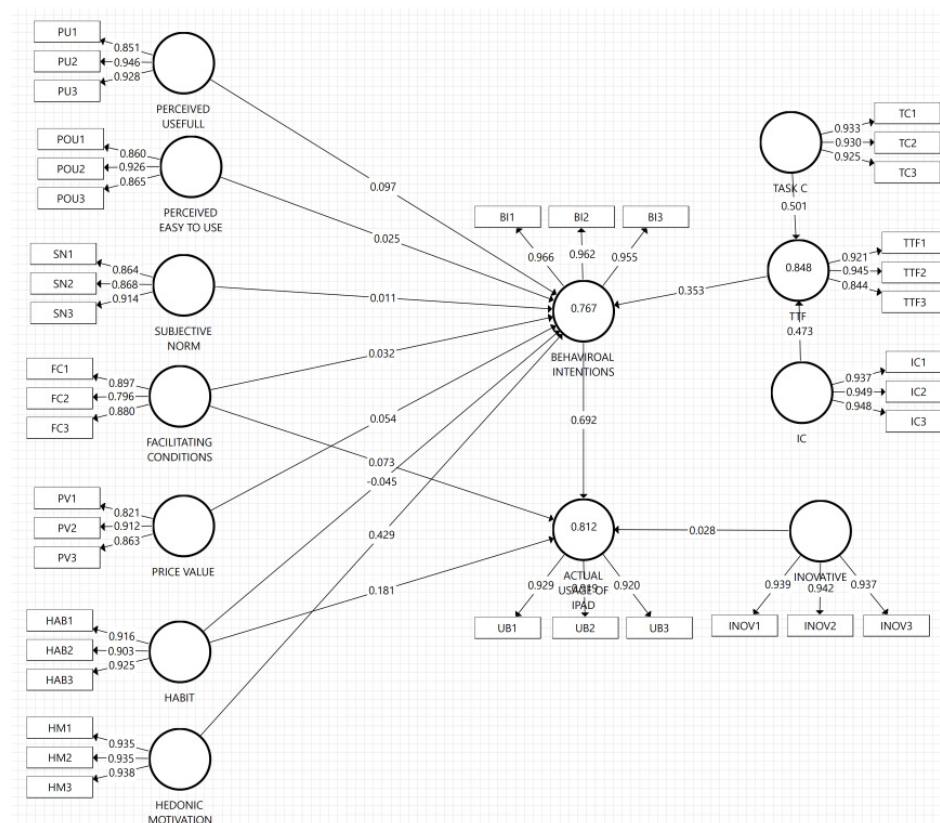 PU1
0.851
PU2
0.946
0.928
PU3
PERCEIVED
USEFULL
POU1
0.860
POU2
0.926
0.865
POU3
PERCEIVED
EASY TO USE
SN1
0.864
SN2
0.868
0.914
SN3
SUBJECTIVE
NORM
FC1
0.897
FC2
0.796
0.880
FC3
FACILITATING
CONDITIONS
PV1
0.821
PV2
0.912
0.863
PV3
PRICE VALUE
HAB1
0.916
HAB2
0.903
0.925
HAB3
HABIT
HM1
0.935
HM2
0.935
0.938
HM3
HEDONIC
MOTIVATION
0.097
0.025
0.011
0.032
0.054
0.073
-0.045
0.429
0.181
BI1
BI2
BI3
0.966
0.962
0.955
0.767
BEHAVIROAL
INTENTIONS
0.692
0.812
ACTUAL
USAGE OF
IPAD
0.929
0.920
UB1
UB2
UB3
0.353
0.028
TC1
0.933
TC2
0.930
0.925
TC3
TASK C
0.501
0.848
TTF1
0.921
TTF2
0.945
0.844
TTF3
TTF
0.473
IC1
0.937
IC2
0.949
0.948
IC3
IC
INOVATIVE
0.939
0.942
0.937
INOV1
INOV2
INOV3